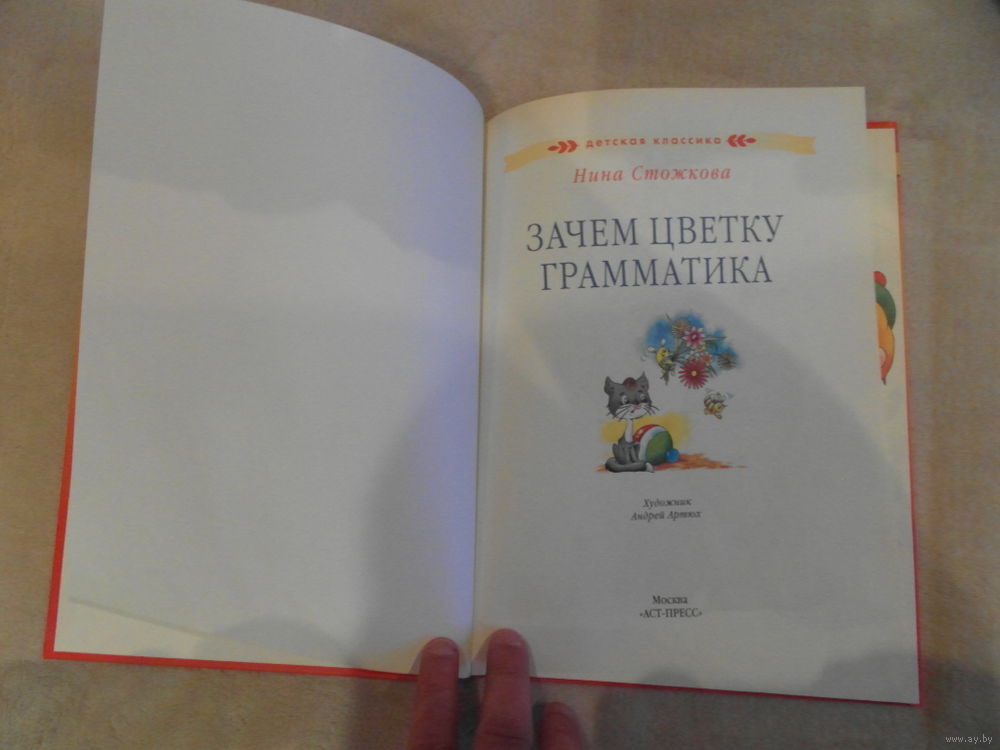 детская классика
Нина Стожкова
ЗАЧЕМ ЦВЕТКУ
ГРАММАТИКА
Художник
Андрей Артюх
Москва
«АСТ-ПРЕСС»
www.ay.by